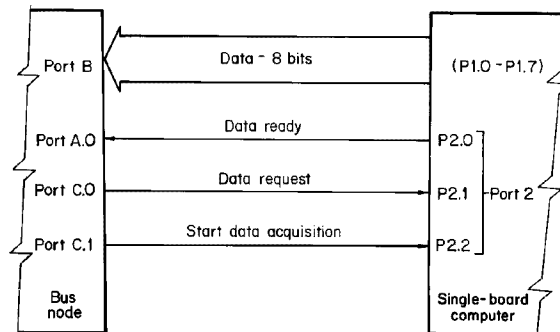 Port B
Data - 8 bits
(P1.0 - P1.7)
Port A.0
Data ready
P2.0
Port C.0
Data request
P2.1
Port 2
Port C.1
Start data acquisition
P2.2
Bus
node
Single-board
computer